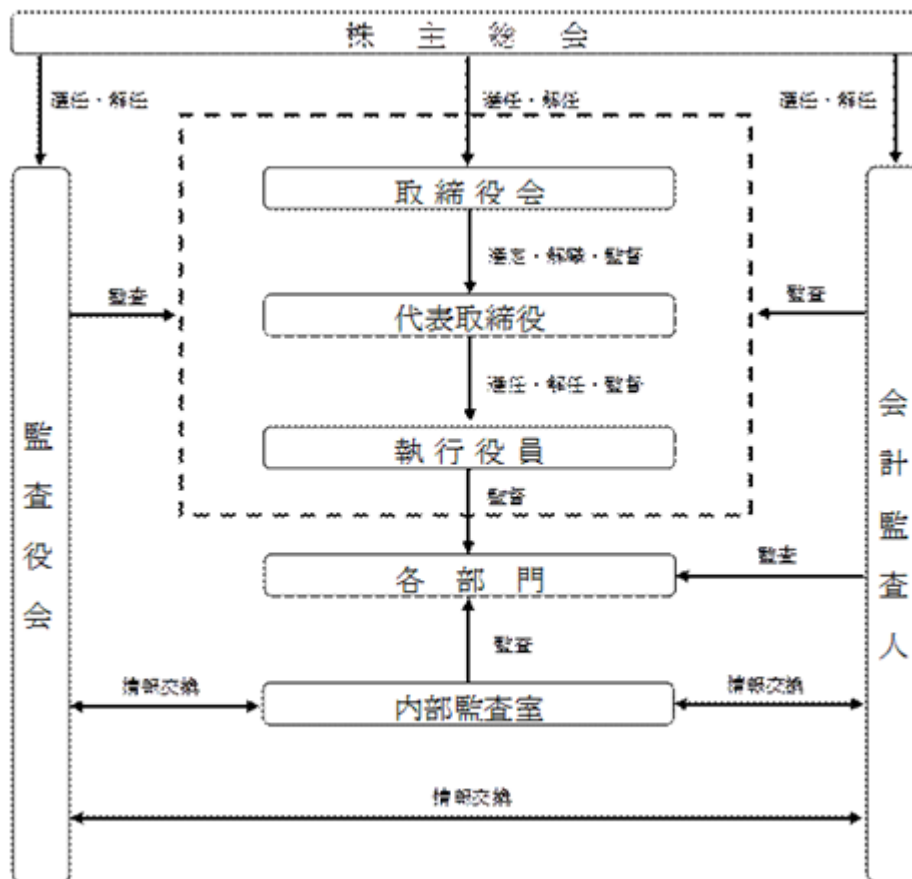 株主総会
選任・解任
選任・解任
選任・解任
取締役会
選定・解職・監督
監査
監査
代表取締役
選任・解任・監督
監査役会
会計監査人
執行役員
監督
各部門
監査
監査
情報交換
情報交換
内部監査室
情報交換